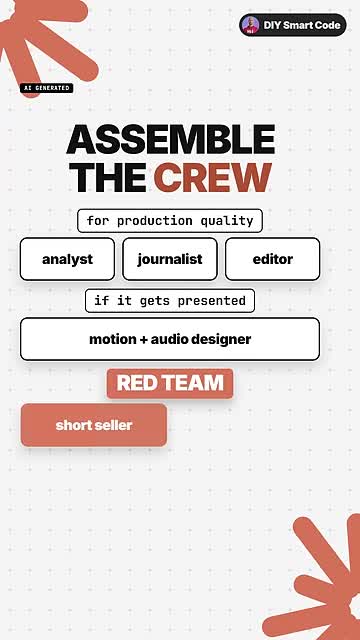 DIY Smart Code
AI GENERATED
ASSEMBLE
THE CREW
for production quality
analyst journalist editor
if it gets presented
motion + audio designer
RED TEAM
short seller